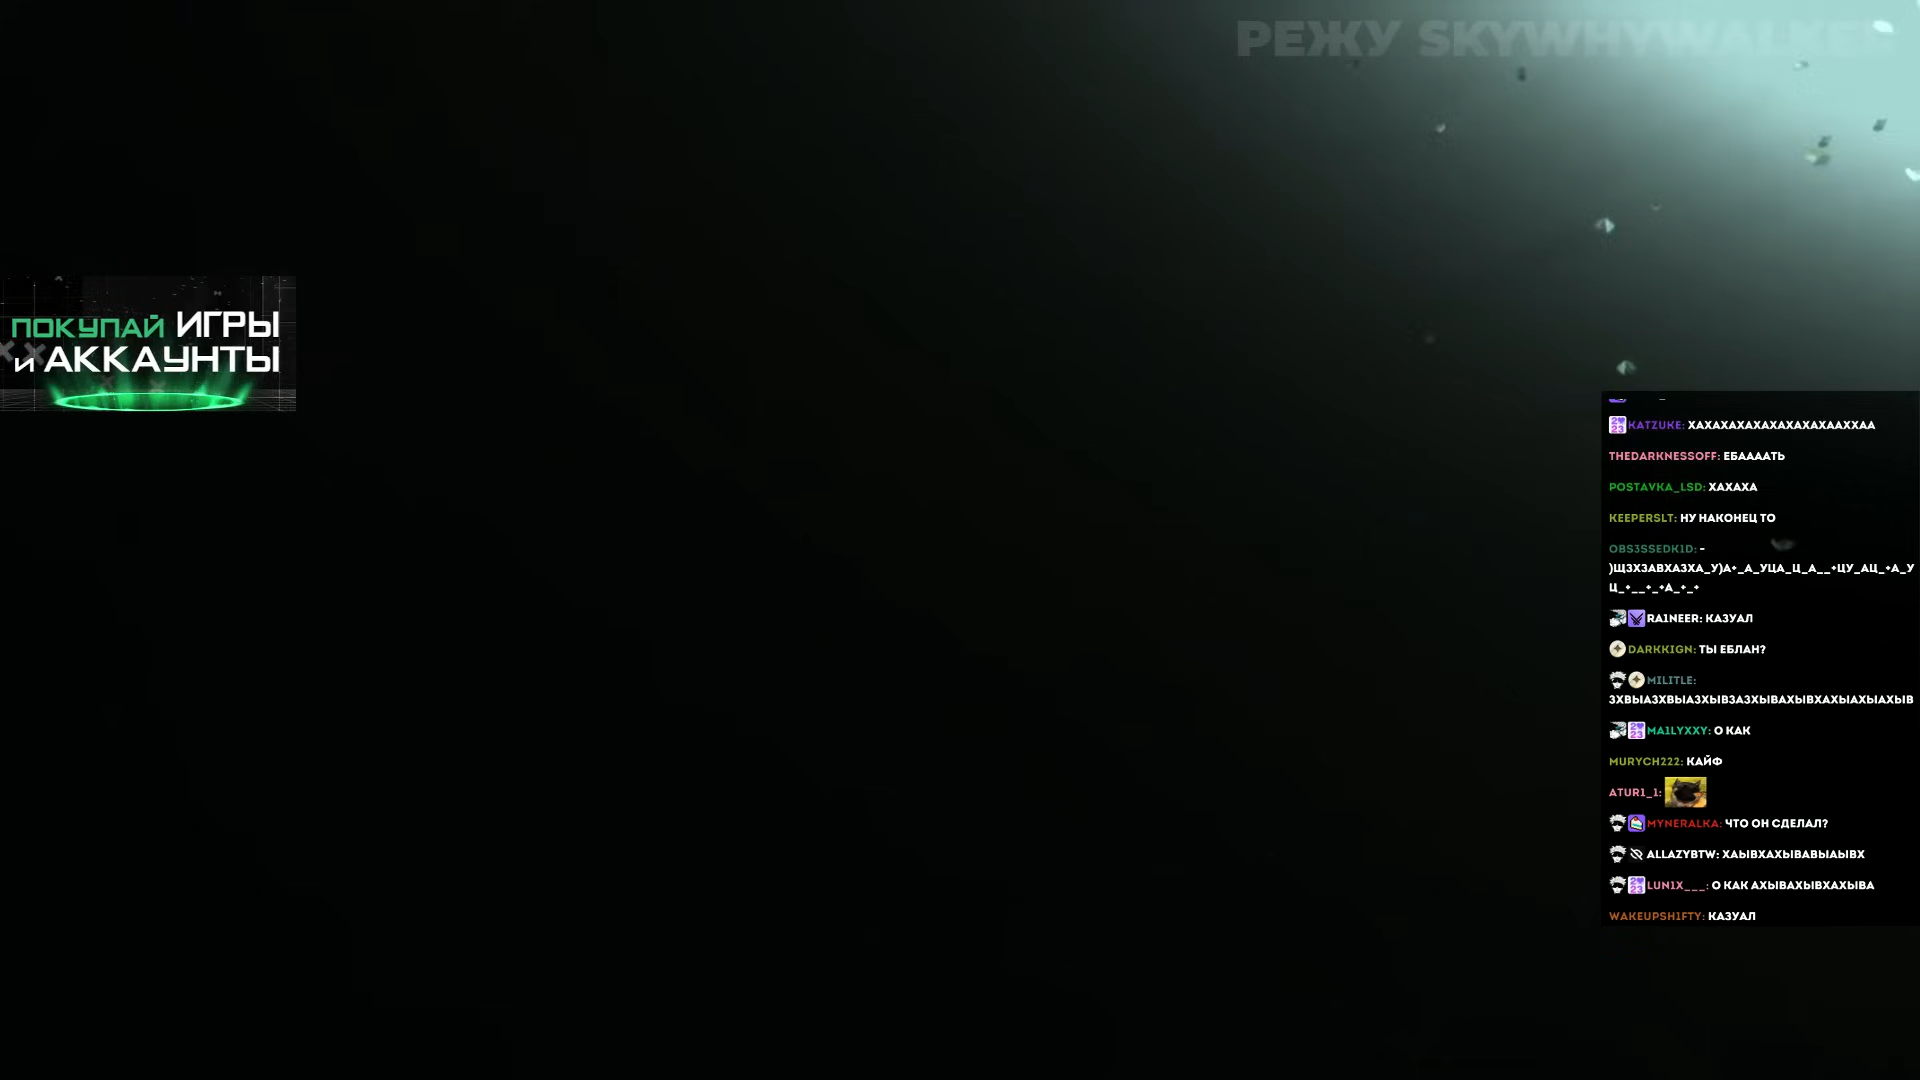 РЕЖУ SKYWHYWALKER
ПОКУПАЙ ИГРЫ
и АККАУНТЫ
KATZUKE: ХАХАХАХАХАХАХАХАХААХХАА
THEDARKNESSOFF: ЕБААААТЬ
POSTAVKA_LSD: ХАХАХА
KEEPERSLT: НУ НАКОНЕЦ ТО
OBS3SSEDK1D: -
)ЩЗХЗАВХАЗХА_У)А+_А_УЦА_Ц_А__+ЦУ_АЦ_+А_У
Ц_+__+_+А_+_+
RA1NEER: КАЗУАЛ
DARKKIGN: ТЫ ЕБЛАН?
MILITLE:
ЗХВЫАЗХВЫАЗХЫВЗАЗХЫВАХЫВХАХЫАХЫАХЫВ
MA1LYXXY: О КАК
MURYCH222: КАЙФ
ATUR1_1:
MYNERALKA: ЧТО ОН СДЕЛАЛ?
ALLAZYBTW: ХАЫВХАХЫВАВЫАЫВХ
LUN1X___: О КАК АХЫВАХЫВХАХЫВА
WAKEUPSH1FTY: КАЗУАЛ